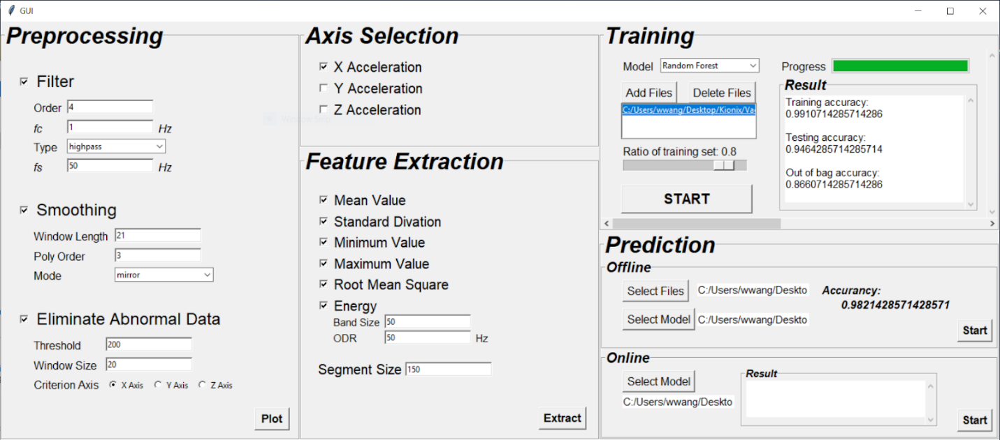 GUI
Preprocessing
Filter
Order 4
fc 1 Hz
Type highpass
fs 50 Hz
Smoothing
Window Length 21
Poly Order 3
Mode mirror
Eliminate Abnormal Data
Threshold 200
Window Size 20
Criterion Axis X Axis Y Axis Z Axis
Plot
Axis Selection
X Acceleration
Y Acceleration
Z Acceleration
Feature Extraction
Mean Value
Standard Divation
Minimum Value
Maximum Value
Root Mean Square
Energy
Band Size 50
ODR 50 Hz
Segment Size 150
Extract
Training
Model Random Forest
Add Files Delete Files
C:/Users/wwang/Desktop/Kionix/Va
Ratio of training set: 0.8
START
Progress
Result
Training accuracy:
0.9910714285714286
Testing accuracy:
0.9464285714285714
Out of bag accuracy:
0.8660714285714286
Prediction
Offline
Select Files C:/Users/wwang/Deskto
Select Model C:/Users/wwang/Deskto
Accurancy:
0.9821428571428571
Start
Online
Select Model
C:/Users/wwang/Deskto
Result
Start